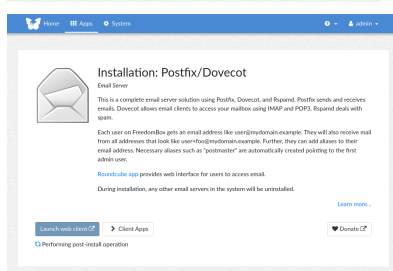 Home Apps System admin
Installation: Postfix/Dovecot
Email Server
This is a complete email server solution using Postfix, Dovecot, and Rspamd. Postfix sends and receives
emails. Dovecot allows email clients to access your mailbox using IMAP and POP3. Rspamd deals with
spam.
Each user on FreedomBox gets an email address like user@mydomain.example. They will also receive mail
from all addresses that look like user+foo@mydomain.example. Further, they can add aliases to their
email address. Necessary aliases such as "postmaster" are automatically created pointing to the first
admin user.
Roundcube app provides web interface for users to access email.
During installation, any other email servers in the system will be uninstalled.
Learn more...
Launch web client Client Apps Donate
Performing post-install operation